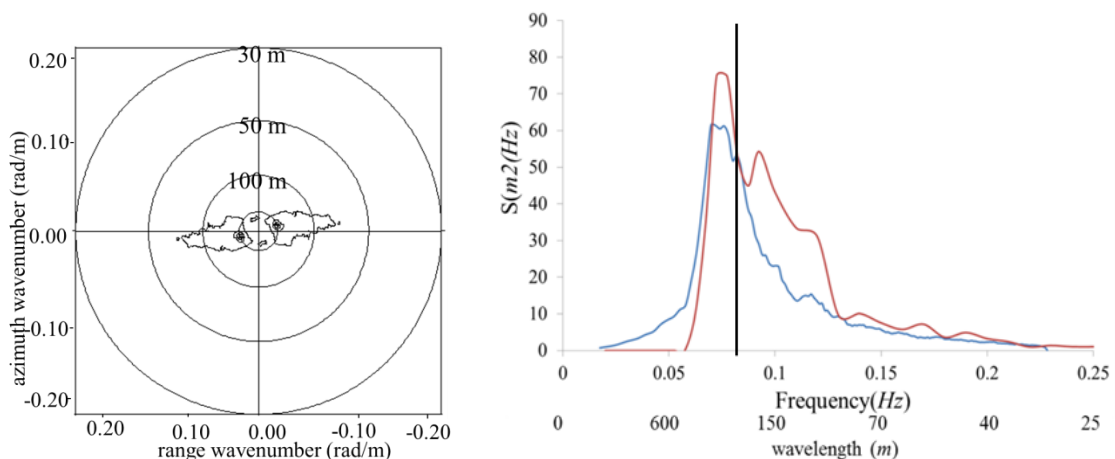 30 m
50 m
100 m
0.20
0.10
0.00
-0.10
-0.20
azimuth wavenumber (rad/m)
0.20 0.10 0.00 -0.10 -0.20
range wavenumber (rad/m)
90
80
70
60
50
40
30
20
10
0
S(m2(Hz)
0 0.05 0.1 0.15 0.2 0.25
Frequency(Hz)
0 600 150 70 40 25
wavelength (m)